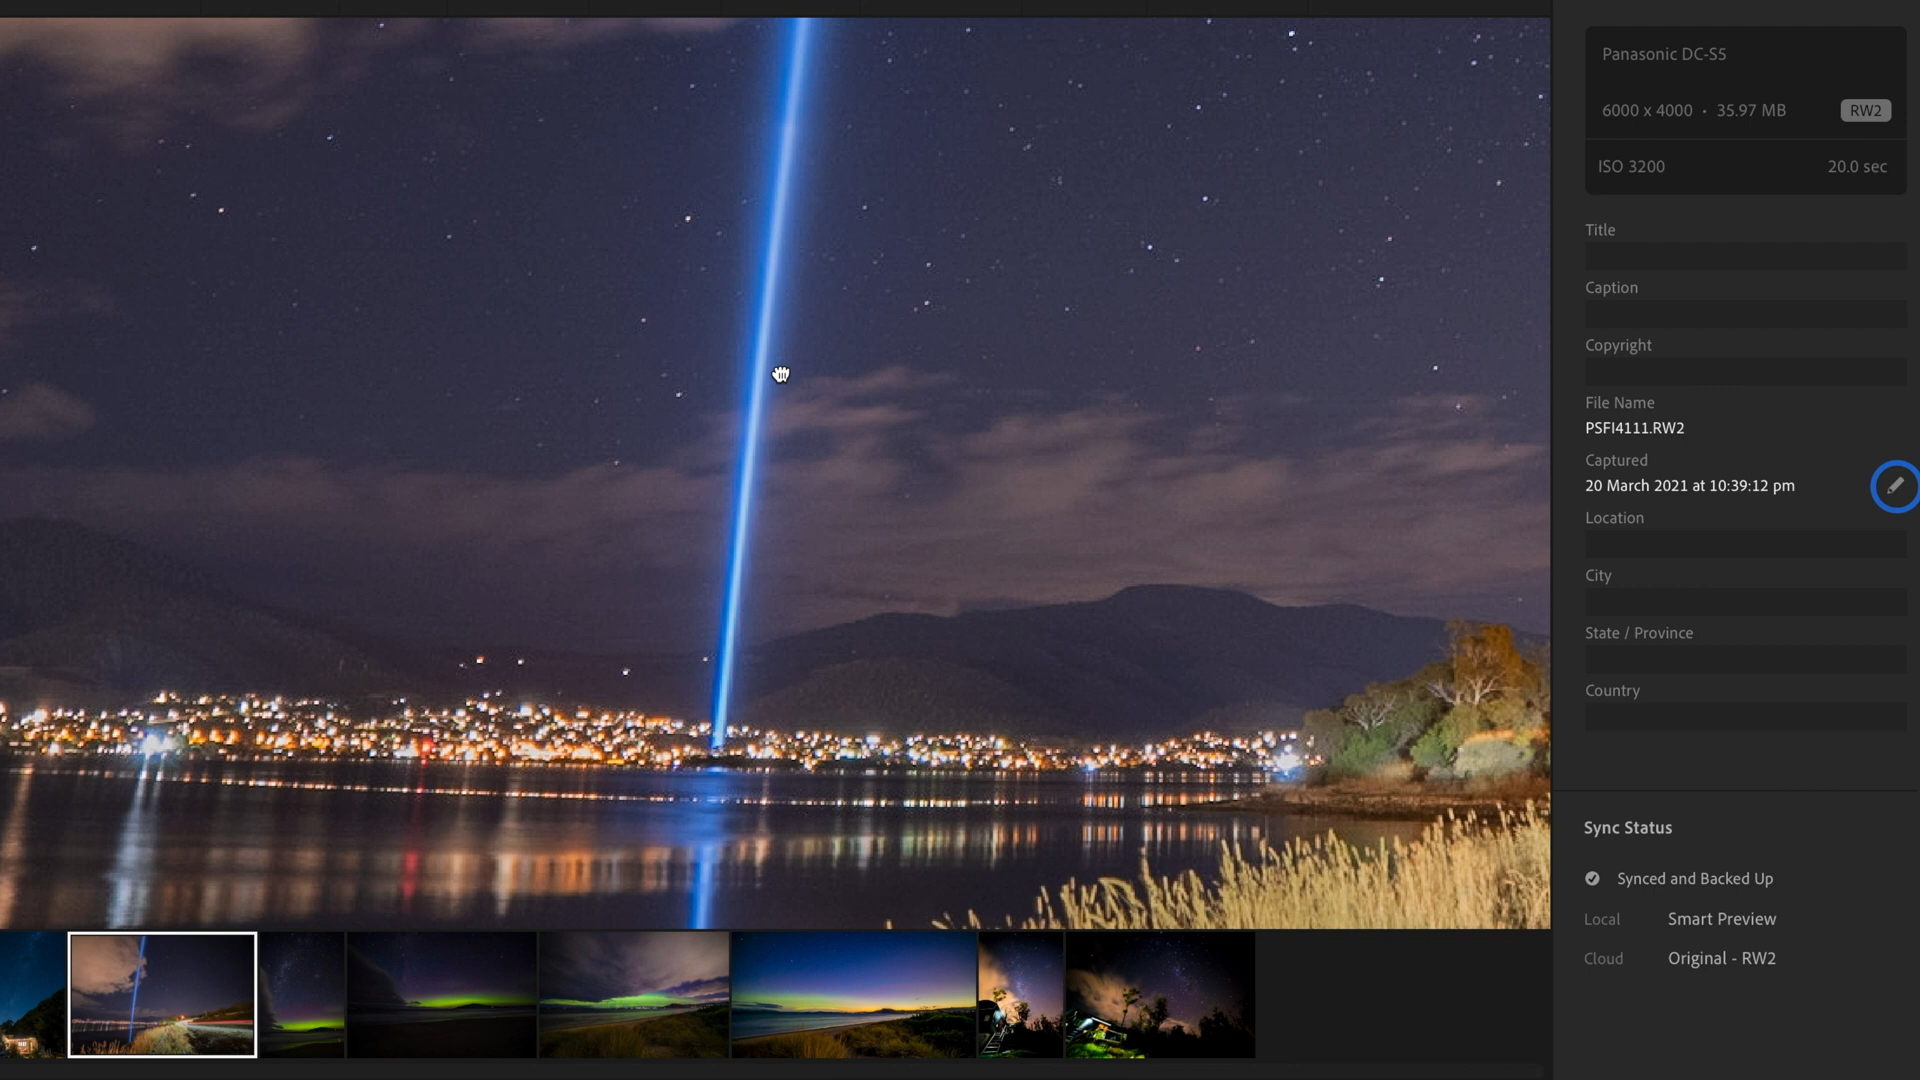 Panasonic DC-S5
6000 x 4000 • 35.97 MB RW2
ISO 3200 20.0 sec
Title
Caption
Copyright
File Name
PSFI4111.RW2
Captured
20 March 2021 at 10:39:12 pm
Location
City
State / Province
Country
Sync Status
Synced and Backed Up
Local Smart Preview
Cloud Original - RW2